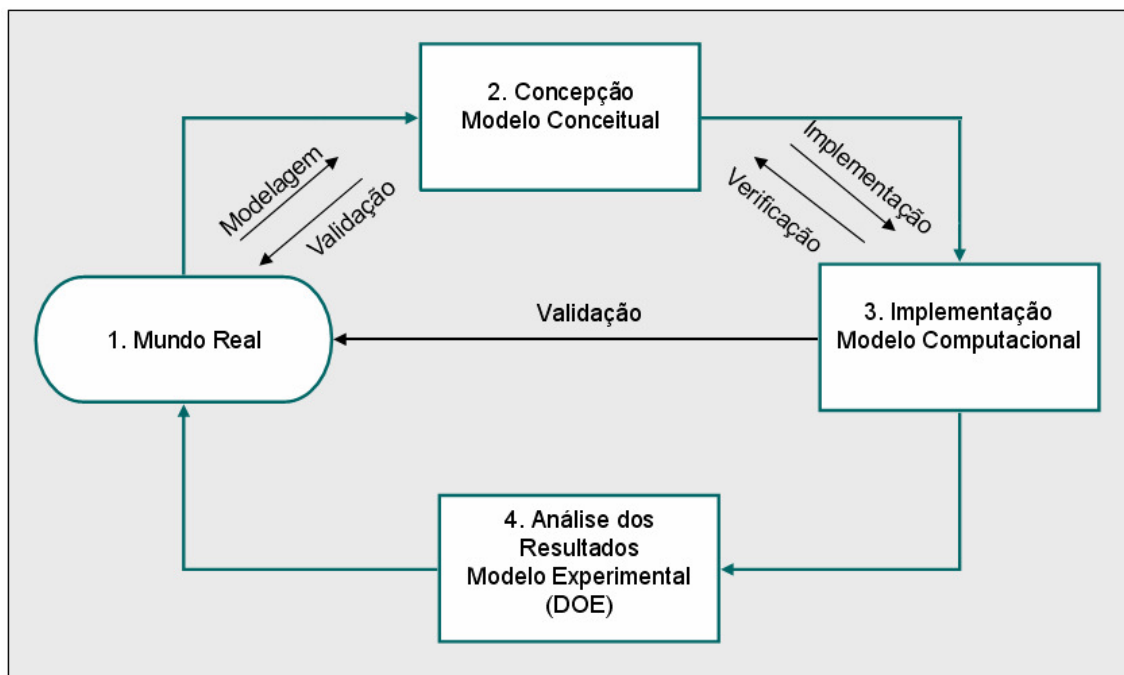 2. Concepção
Modelo Conceitual
Modelagem
Validação
Implementação
Verificação
1. Mundo Real
Validação
3. Implementação
Modelo Computacional
4. Análise dos
Resultados
Modelo Experimental
(DOE)